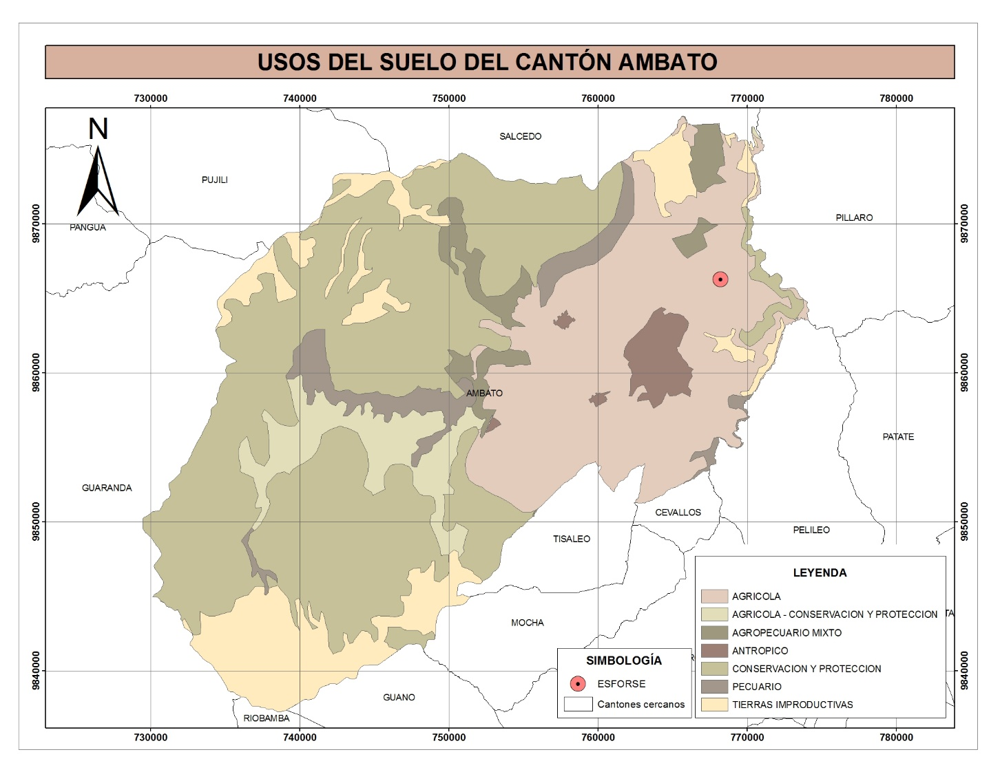 USOS DEL SUELO DEL CANTÓN AMBATO
730000 740000 750000 760000 770000 780000
N
SALCEDO
PUJILI
PANGUA
PILLARO
9870000 9870000
9860000 9860000
AMBATO
PATATE
GUARANDA
CEVALLOS
9850000 9850000
PELILEO
TISALEO
LEYENDA
AGRICOLA
AGRICOLA - CONSERVACION Y PROTECCION
TA
AGROPECUARIO MIXTO
ANTROPICO
CONSERVACION Y PROTECCION
PECUARIO
TIERRAS IMPRODUCTIVAS
MOCHA
SIMBOLOGÍA
ESFORSE
Cantones cercanos
9840000 9840000
GUANO
RIOBAMBA
730000 740000 750000 760000 770000 780000